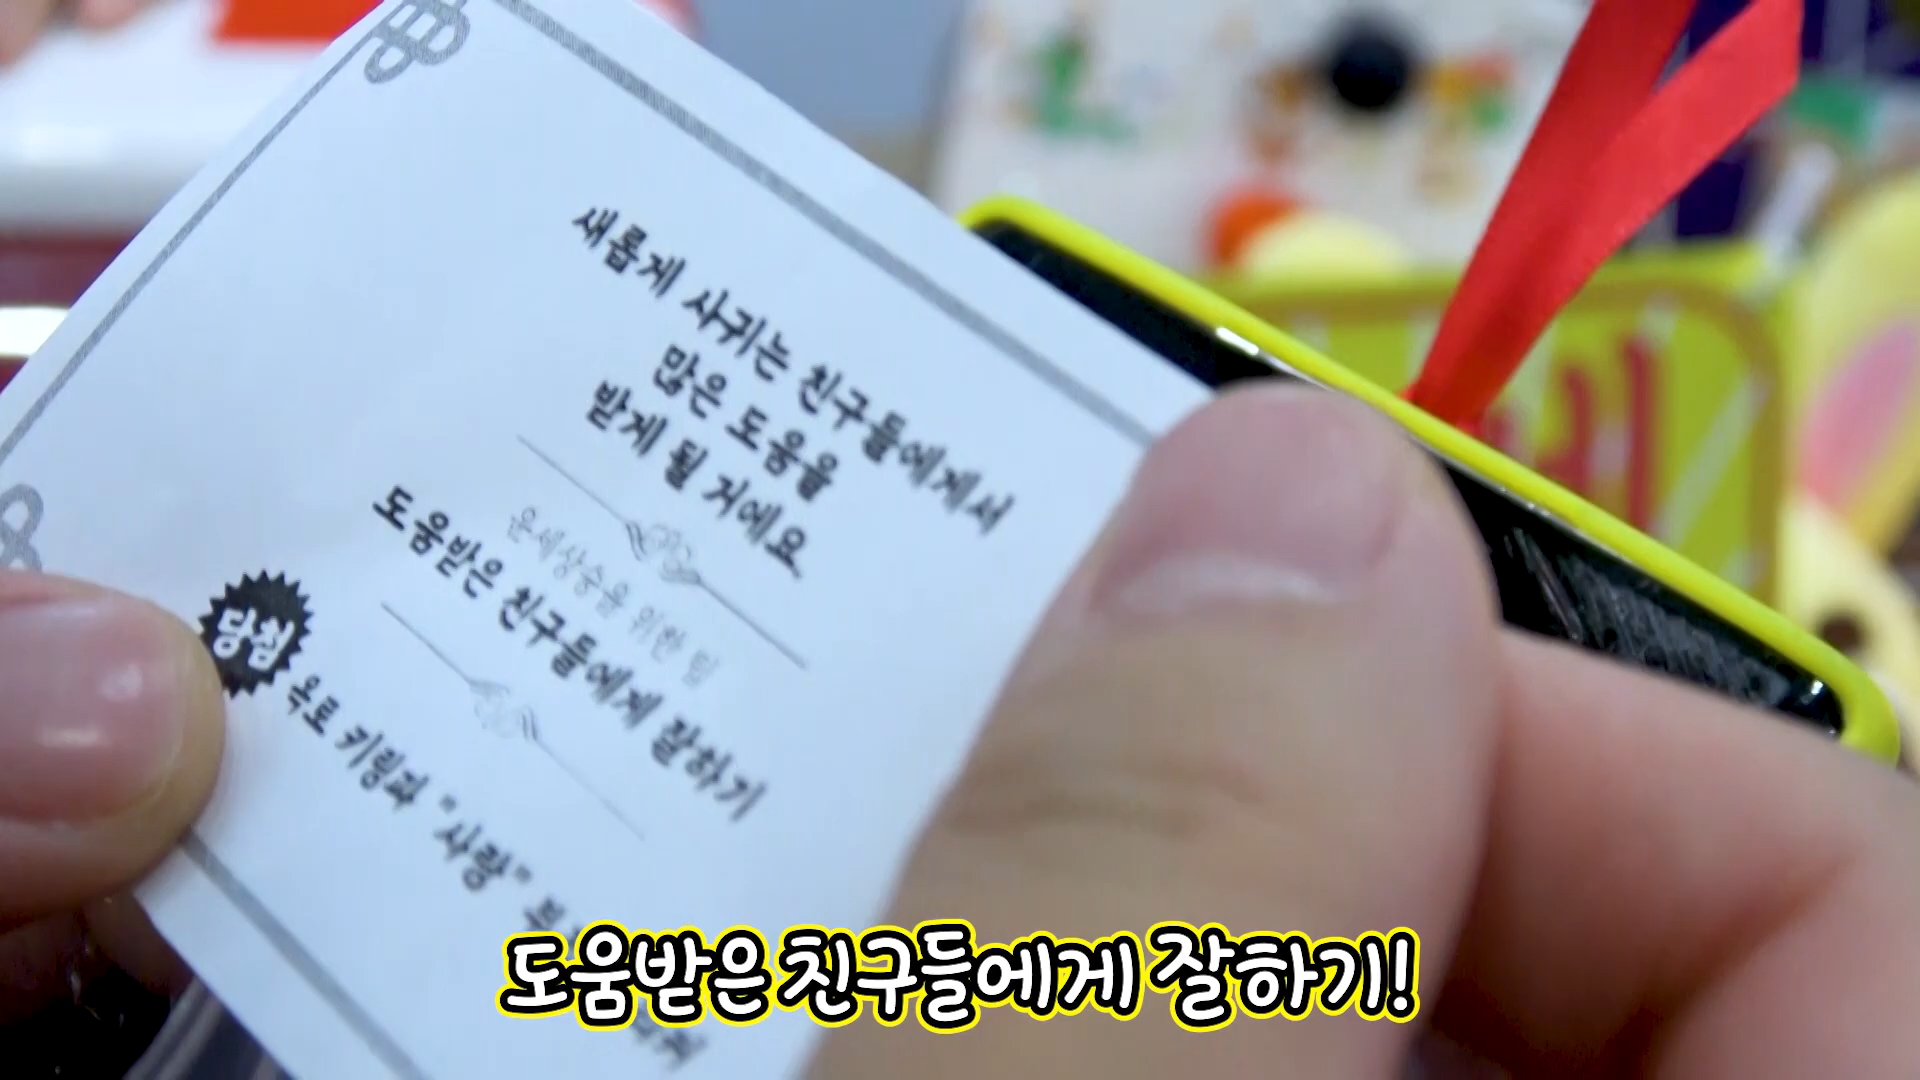 새롭게 사귀는 친구들에게서
많은 도움을
받게 될 거에요
운세상승을 위한 팁
도움받은 친구들에게 잘하기
당첨
옥토 키링과 "사랑"
도움받은 친구들에게 잘하기!